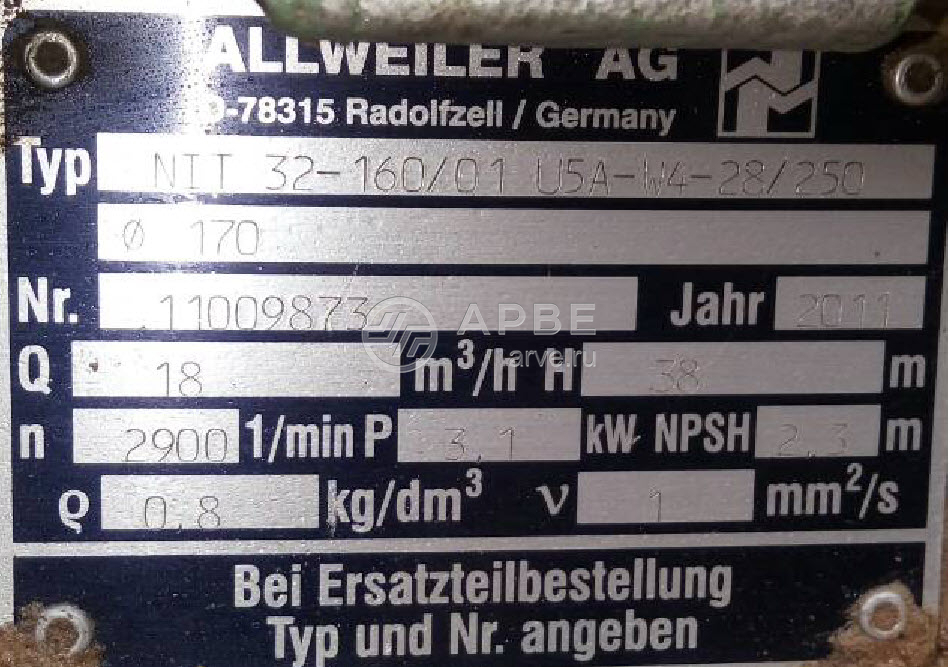 ALLWEILER AG
D-78315 Radolfzell / Germany
Typ NIT 32-160/01 U5A-W4-28/250
Ø 170
Nr. 11009873 Jahr 2011
АРВЕ
arve.ru
Q 18 m³/h H 38 m
n 2900 1/min P 3,1 kW NPSH 2,3 m
ϱ 0,8 kg/dm³ ν 1 mm²/s
Bei Ersatzteilbestellung
Typ und Nr. angeben